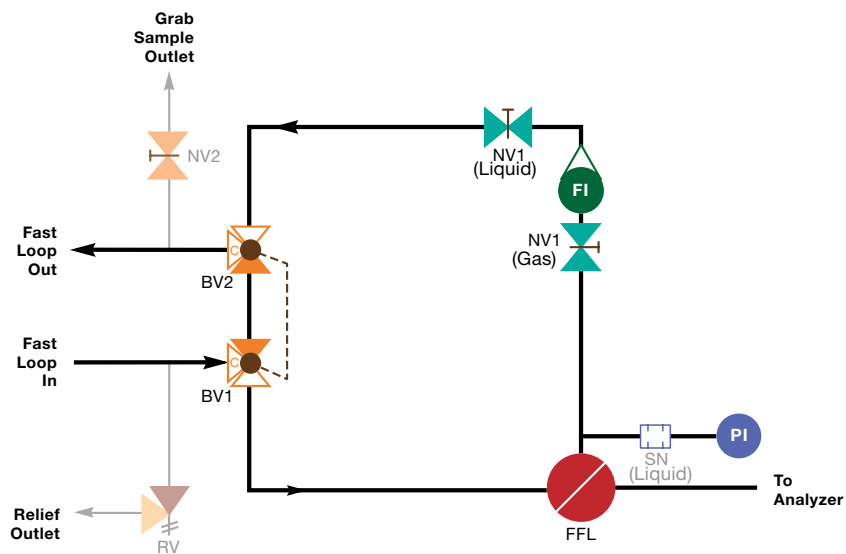 Grab
Sample
Outlet
NV2
NV1
(Liquid)
FI
NV1
(Gas)
Fast
Loop
Out
C
BV2
Fast
Loop
In
C
BV1
PI
SN
(Liquid)
To
Analyzer
FFL
Relief
Outlet
RV